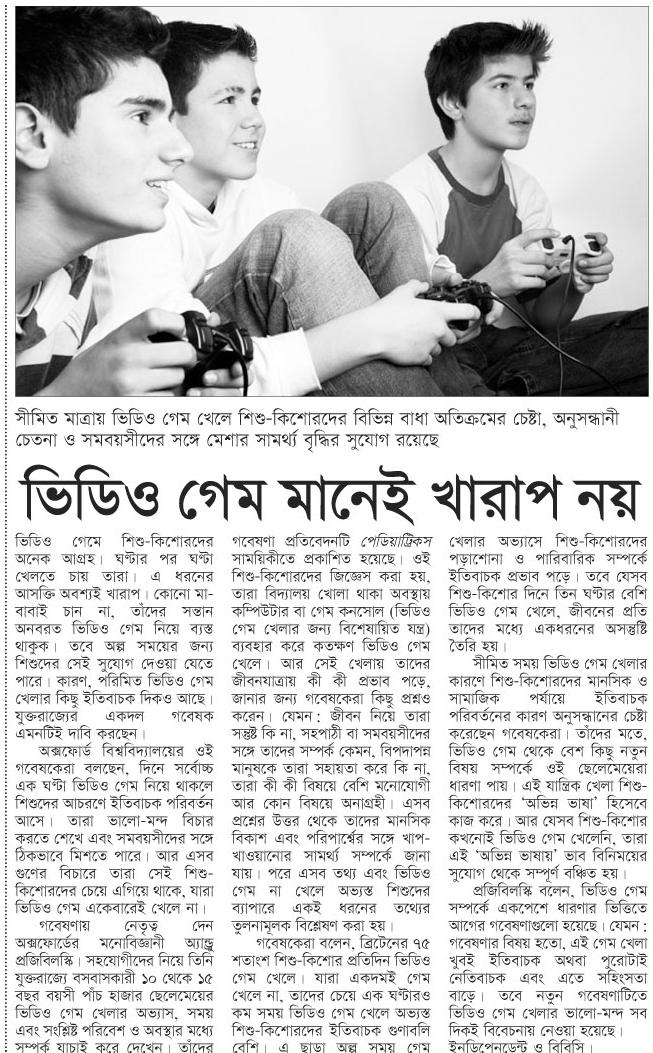 সীমিত মাত্রায় ভিডিও গেম খেলে শিশু-কিশোরদের বিভিন্ন বাধা অতিক্রমের চেষ্টা, অনুসন্ধানী
চেতনা ও সমবয়সীদের সঙ্গে মেশার সামর্থ্য বৃদ্ধির সুযোগ রয়েছে
ভিডিও গেম মানেই খারাপ নয়
ভিডিও গেমে শিশু-কিশোরদের
অনেক আগ্রহ। ঘণ্টার পর ঘণ্টা
খেলতে চায় তারা। এ ধরনের
আসক্তি অবশ্যই খারাপ। কোনো মা-
বাবাই চান না, তাঁদের সন্তান
অনবরত ভিডিও গেম নিয়ে ব্যস্ত
থাকুক। তবে অল্প সময়ের জন্য
শিশুদের সেই সুযোগ দেওয়া যেতে
পারে। কারণ, পরিমিত ভিডিও গেম
খেলার কিছু ইতিবাচক দিকও আছে।
যুক্তরাজ্যের একদল গবেষক
এমনটিই দাবি করছেন।
অক্সফোর্ড বিশ্ববিদ্যালয়ের ওই
গবেষকেরা বলছেন, দিনে সর্বোচ্চ
এক ঘণ্টা ভিডিও গেম নিয়ে থাকলে
শিশুদের আচরণে ইতিবাচক পরিবর্তন
আসে। তারা ভালো-মন্দ বিচার
করতে শেখে এবং সমবয়সীদের সঙ্গে
ঠিকভাবে মিশতে পারে। আর এসব
গুণের বিচারে তারা সেই শিশু-
কিশোরদের চেয়ে এগিয়ে থাকে, যারা
ভিডিও গেম একেবারেই খেলে না।
গবেষণায় নেতৃত্ব দেন
অক্সফোর্ডের মনোবিজ্ঞানী অ্যান্ড্রু
প্রজিবিলস্কি। সহযোগীদের নিয়ে তিনি
যুক্তরাজ্যে বসবাসকারী ১০ থেকে ১৫
বছর বয়সী পাঁচ হাজার ছেলেমেয়ের
ভিডিও গেম খেলার অভ্যাস, সময়
এবং সংশ্লিষ্ট পরিবেশ ও অবস্থার মধ্যে
সম্পর্ক যাচাই করে দেখেন। তাঁদের
গবেষণা প্রতিবেদনটি পেডিয়াট্রিকস
সাময়িকীতে প্রকাশিত হয়েছে। ওই
শিশু-কিশোরদের জিজ্ঞেস করা হয়,
তারা বিদ্যালয় খোলা থাকা অবস্থায়
কম্পিউটার বা গেম কনসোল (ভিডিও
গেম খেলার জন্য বিশেষায়িত যন্ত্র)
ব্যবহার করে কতক্ষণ ভিডিও গেম
খেলে। আর সেই খেলায় তাদের
জীবনযাত্রায় কী কী প্রভাব পড়ে,
জানার জন্য গবেষকেরা কিছু প্রশ্নও
করেন। যেমন: জীবন নিয়ে তারা
সন্তুষ্ট কি না, সহপাঠী বা সমবয়সীদের
সঙ্গে তাদের সম্পর্ক কেমন, বিপদাপন্ন
মানুষকে তারা সহায়তা করে কি না,
তারা কী কী বিষয়ে বেশি মনোযোগী
আর কোন বিষয়ে অনাগ্রহী। এসব
প্রশ্নের উত্তর থেকে তাদের মানসিক
বিকাশ এবং পরিপার্শ্বের সঙ্গে খাপ-
খাওয়ানোর সামর্থ্য সম্পর্কে জানা
যায়। পরে এসব তথ্য এবং ভিডিও
গেম না খেলে অভ্যস্ত শিশুদের
ব্যাপারে একই ধরনের তথ্যের
তুলনামূলক বিশ্লেষণ করা হয়।
গবেষকেরা বলেন, ব্রিটেনের ৭৫
শতাংশ শিশু-কিশোর প্রতিদিন ভিডিও
গেম খেলে। যারা একদমই গেম
খেলে না, তাদের চেয়ে এক ঘণ্টারও
কম সময় ভিডিও গেম খেলে অভ্যস্ত
শিশু-কিশোরদের ইতিবাচক গুণাবলি
বেশি। এ ছাড়া অল্প সময় গেম
খেলার অভ্যাসে শিশু-কিশোরদের
পড়াশোনা ও পারিবারিক সম্পর্কে
ইতিবাচক প্রভাব পড়ে। তবে যেসব
শিশু-কিশোর দিনে তিন ঘণ্টার বেশি
ভিডিও গেম খেলে, জীবনের প্রতি
তাদের মধ্যে একধরনের অসন্তুষ্টি
তৈরি হয়।
সীমিত সময় ভিডিও গেম খেলার
কারণে শিশু-কিশোরদের মানসিক ও
সামাজিক পর্যায়ে ইতিবাচক
পরিবর্তনের কারণ অনুসন্ধানের চেষ্টা
করেছেন গবেষকেরা। তাঁদের মতে,
ভিডিও গেম থেকে বেশ কিছু নতুন
বিষয় সম্পর্কে ওই ছেলেমেয়েরা
ধারণা পায়। এই যান্ত্রিক খেলা শিশু-
কিশোরদের ‘অভিন্ন ভাষা’ হিসেবে
কাজ করে। আর যেসব শিশু-কিশোর
কখনোই ভিডিও গেম খেলেনি, তারা
এই ‘অভিন্ন ভাষায়’ ভাব বিনিময়ের
সুযোগ থেকে সম্পূর্ণ বঞ্চিত হয়।
প্রজিবিলস্কি বলেন, ভিডিও গেম
সম্পর্কে একপেশে ধারণার ভিত্তিতে
আগের গবেষণাগুলো হয়েছে। যেমন:
গবেষণার বিষয় হতো, এই গেম খেলা
খুবই ইতিবাচক অথবা পুরোটাই
নেতিবাচক এবং এতে সহিংসতা
বাড়ে। তবে নতুন গবেষণাটিতে
ভিডিও গেম খেলার ভালো-মন্দ সব
দিকই বিবেচনায় নেওয়া হয়েছে।
ইনডিপেনডেন্ট ও বিবিসি।